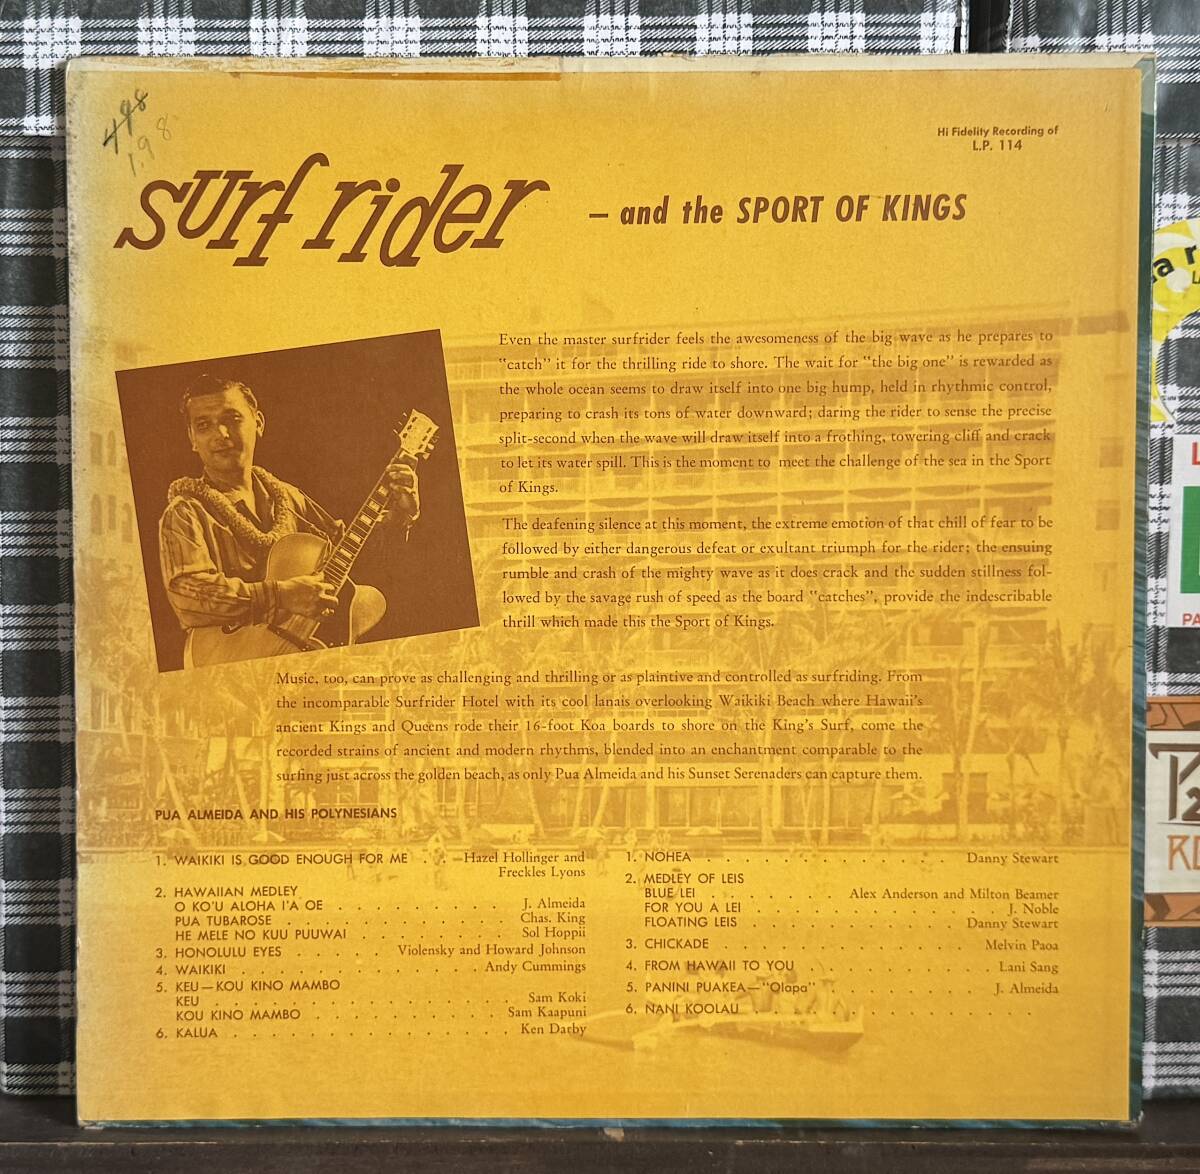 498
1.98
Hi Fidelity Recording of
L.P. 114
surf rider
– and the SPORT OF KINGS
Even the master surfrider feels the awesomeness of the big wave as he prepares to
"catch" it for the thrilling ride to shore. The wait for "the big one" is rewarded as
the whole ocean seems to draw itself into one big hump, held in rhythmic control,
preparing to crash its tons of water downward; daring the rider to sense the precise
split-second when the wave will draw itself into a frothing, towering cliff and crack
to let its water spill. This is the moment to meet the challenge of the sea in the Sport
of Kings.
The deafening silence at this moment, the extreme emotion of that chill of fear to be
followed by either dangerous defeat or exultant triumph for the rider; the ensuing
rumble and crash of the mighty wave as it does crack and the sudden stillness fol-
lowed by the savage rush of speed as the board "catches", provide the indescribable
thrill which made this the Sport of Kings.
Music, too, can prove as challenging and thrilling or as plaintive and controlled as surfriding. From
the incomparable Surfrider Hotel with its cool lanais overlooking Waikiki Beach where Hawaii's
ancient Kings and Queens rode their 16-foot Koa boards to shore on the King's Surf, come the
recorded strains of ancient and modern rhythms, blended into an enchantment comparable to the
surfing just across the golden beach, as only Pua Almeida and his Sunset Serenaders can capture them.
PUA ALMEIDA AND HIS POLYNESIANS
1. WAIKIKI IS GOOD ENOUGH FOR ME . . —Hazel Hollinger and
Freckles Lyons
2. HAWAIIAN MEDLEY
O KO'U ALOHA I'A OE . . . . . . . . . J. Almeida
PUA TUBAROSE . . . . . . . . . . . Chas. King
HE MELE NO KUU PUUWAI . . . . . . . . Sol Hoppii
3. HONOLULU EYES . . . . . Violensky and Howard Johnson
4. WAIKIKI . . . . . . . . . . . . . Andy Cummings
5. KEU—KOU KINO MAMBO
KEU . . . . . . . . . . . . . . . . Sam Koki
KOU KINO MAMBO . . . . . . . . . . Sam Kaapuni
6. KALUA . . . . . . . . . . . . . . Ken Darby
1. NOHEA . . . . . . . . . . . . . Danny Stewart
2. MEDLEY OF LEIS
BLUE LEI . . . . . . . Alex Anderson and Milton Beamer
FOR YOU A LEI . . . . . . . . . . . . . J. Noble
FLOATING LEIS . . . . . . . . . . . Danny Stewart
3. CHICKADE . . . . . . . . . . . . . Melvin Paoa
4. FROM HAWAII TO YOU . . . . . . . . . Lani Sang
5. PANINI PUAKEA—"Olapa" . . . . . . . . J. Almeida
6. NANI KOOLAU . . . . . . . . . . . . . . .